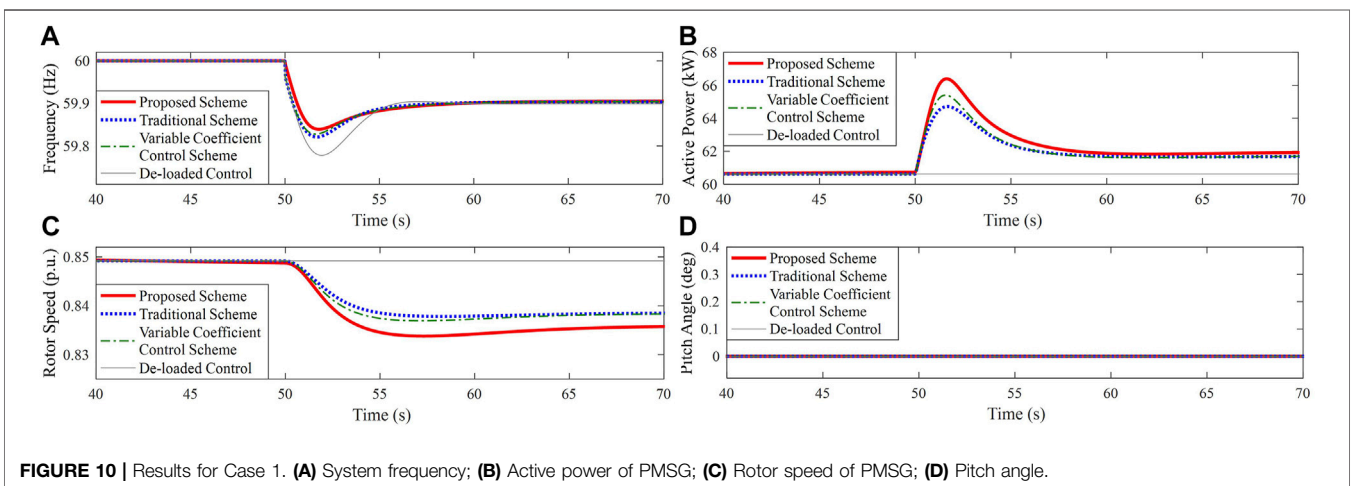 A
Frequency (Hz)
60
59.9
59.8
Proposed Scheme
Traditional Scheme
Variable Coefficient
Control Scheme
De-loaded Control
40 45 50 55 60 65 70
Time (s)
B
Active Power (kW)
68
66
64
62
60
Proposed Scheme
Traditional Scheme
Variable Coefficient
Control Scheme
De-loaded Control
40 45 50 55 60 65 70
Time (s)
C
Rotor Speed (p.u.)
0.85
0.84
0.83
Proposed Scheme
Traditional Scheme
Variable Coefficient
Control Scheme
De-loaded Control
40 45 50 55 60 65 70
Time (s)
D
Pitch Angle (deg)
0.4
0.3
0.2
0.1
0
Proposed Scheme
Traditional Scheme
Variable Coefficient
Control Scheme
De-loaded Control
40 45 50 55 60 65 70
Time (s)
FIGURE 10 | Results for Case 1. (A) System frequency; (B) Active power of PMSG; (C) Rotor speed of PMSG; (D) Pitch angle.